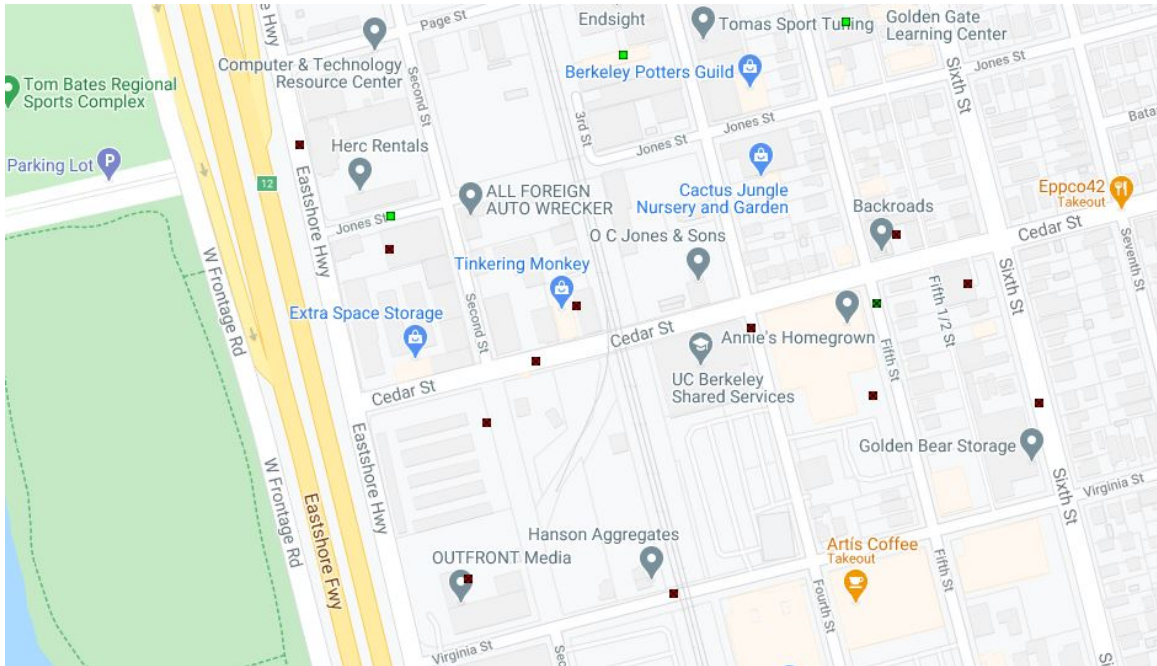 Endsight
Tomas Sport Tuning
Golden Gate
Learning Center
Page St
Hwy
Computer & Technology
Resource Center
Second St
Berkeley Potters Guild
Sixth St
Jones St
Tom Bates Regional
Sports Complex
3rd St
Jones St
Jones St
Bata
Parking Lot
Herc Rentals
12
ALL FOREIGN
AUTO WRECKER
Cactus Jungle
Nursery and Garden
Backroads
Eppco42
Takeout
Eastshore Hwy
Jones St
O C Jones & Sons
Cedar St
Seventh St
W Frontage Rd
Tinkering Monkey
Extra Space Storage
Second St
Cedar St
Annie's Homegrown
Fifth 1/2 St
Sixth St
Fifth St
UC Berkeley
Shared Services
Cedar St
Eastshore Hwy
Golden Bear Storage
W Frontage Rd
Eastshore Fwy
Virginia St
Sixth St
Hanson Aggregates
OUTFRONT Media
Artís Coffee
Takeout
Fifth St
Fourth St
Virginia St
Sec